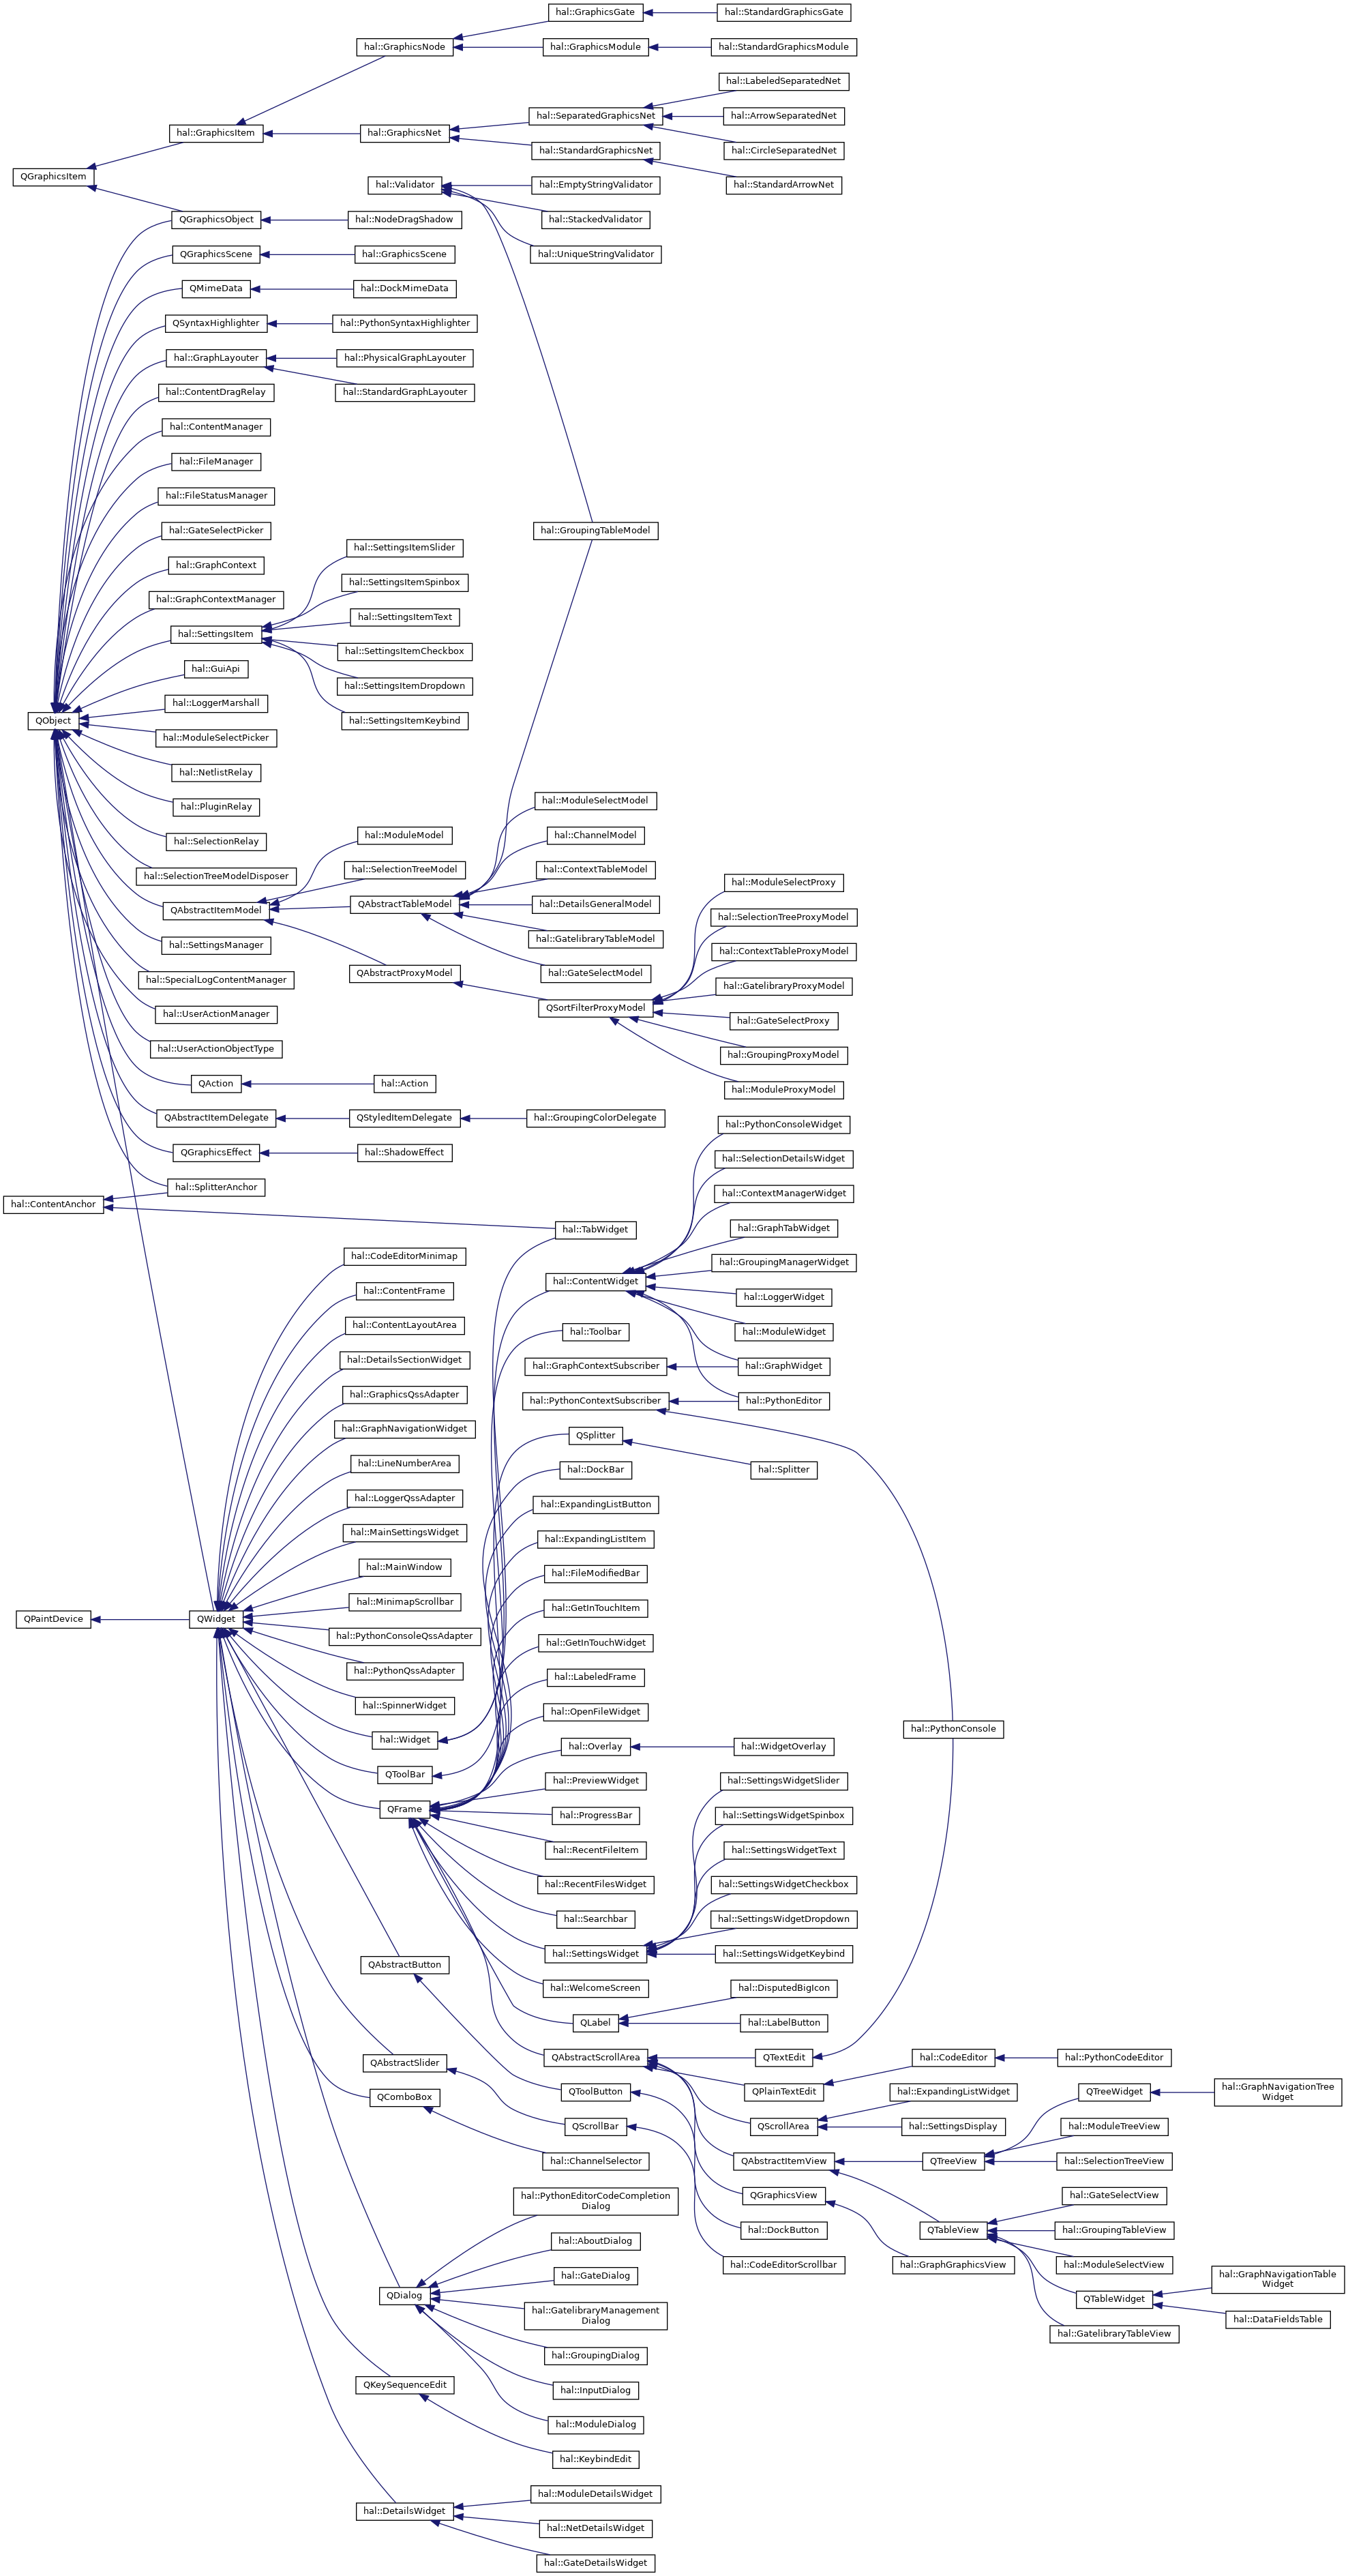 hal::GraphicsGate
hal::StandardGraphicsGate
hal::GraphicsNode
hal::GraphicsModule
hal::StandardGraphicsModule
hal::LabeledSeparatedNet
hal::SeparatedGraphicsNet
hal::ArrowSeparatedNet
hal::GraphicsItem
hal::GraphicsNet
hal::StandardGraphicsNet
hal::CircleSeparatedNet
QGraphicsItem
hal::Validator
hal::EmptyStringValidator
hal::StandardArrowNet
QGraphicsObject
hal::NodeDragShadow
hal::StackedValidator
QGraphicsScene
hal::GraphicsScene
hal::UniqueStringValidator
QMimeData
hal::DockMimeData
QSyntaxHighlighter
hal::PythonSyntaxHighlighter
hal::GraphLayouter
hal::PhysicalGraphLayouter
hal::ContentDragRelay
hal::StandardGraphLayouter
hal::ContentManager
hal::FileManager
hal::FileStatusManager
hal::GateSelectPicker
hal::GroupingTableModel
hal::SettingsItemSlider
hal::GraphContext
hal::SettingsItemSpinbox
hal::GraphContextManager
hal::SettingsItemText
hal::SettingsItem
hal::SettingsItemCheckbox
hal::GuiApi
hal::SettingsItemDropdown
hal::LoggerMarshall
QObject
hal::SettingsItemKeybind
hal::ModuleSelectPicker
hal::NetlistRelay
hal::PluginRelay
hal::ModuleSelectModel
hal::SelectionRelay
hal::ModuleModel
hal::ChannelModel
hal::SelectionTreeModelDisposer
hal::SelectionTreeModel
hal::ContextTableModel
hal::ModuleSelectProxy
QAbstractItemModel
QAbstractTableModel
hal::DetailsGeneralModel
hal::SelectionTreeProxyModel
hal::SettingsManager
hal::GatelibraryTableModel
hal::ContextTableProxyModel
hal::SpecialLogContentManager
QAbstractProxyModel
hal::GateSelectModel
hal::GatelibraryProxyModel
hal::UserActionManager
QSortFilterProxyModel
hal::GateSelectProxy
hal::UserActionObjectType
hal::GroupingProxyModel
QAction
hal::Action
hal::ModuleProxyModel
QAbstractItemDelegate
QStyledItemDelegate
hal::GroupingColorDelegate
hal::PythonConsoleWidget
QGraphicsEffect
hal::ShadowEffect
hal::SelectionDetailsWidget
hal::SplitterAnchor
hal::ContextManagerWidget
hal::ContentAnchor
hal::TabWidget
hal::GraphTabWidget
hal::CodeEditorMinimap
hal::GroupingManagerWidget
hal::ContentWidget
hal::ContentFrame
hal::LoggerWidget
hal::ContentLayoutArea
hal::Toolbar
hal::ModuleWidget
hal::DetailsSectionWidget
hal::GraphContextSubscriber
hal::GraphWidget
hal::GraphicsQssAdapter
hal::PythonContextSubscriber
hal::PythonEditor
hal::GraphNavigationWidget
QSplitter
hal::LineNumberArea
hal::DockBar
hal::Splitter
hal::LoggerQssAdapter
hal::ExpandingListButton
hal::MainSettingsWidget
hal::ExpandingListItem
hal::MainWindow
hal::FileModifiedBar
hal::MinimapScrollbar
hal::GetInTouchItem
QPaintDevice
QWidget
hal::PythonConsoleQssAdapter
hal::GetInTouchWidget
hal::PythonQssAdapter
hal::LabeledFrame
hal::SpinnerWidget
hal::OpenFileWidget
hal::PythonConsole
hal::Widget
hal::Overlay
hal::WidgetOverlay
QToolBar
hal::PreviewWidget
hal::SettingsWidgetSlider
QFrame
hal::ProgressBar
hal::SettingsWidgetSpinbox
hal::RecentFileItem
hal::SettingsWidgetText
hal::RecentFilesWidget
hal::SettingsWidgetCheckbox
hal::Searchbar
hal::SettingsWidgetDropdown
hal::SettingsWidget
hal::SettingsWidgetKeybind
QAbstractButton
hal::WelcomeScreen
hal::DisputedBigIcon
QLabel
hal::LabelButton
QAbstractSlider
QAbstractScrollArea
QTextEdit
hal::CodeEditor
hal::PythonCodeEditor
QComboBox
QToolButton
QPlainTextEdit
hal::ExpandingListWidget
QTreeWidget
hal::GraphNavigationTree
Widget
QScrollBar
QScrollArea
hal::SettingsDisplay
hal::ModuleTreeView
hal::ChannelSelector
QAbstractItemView
QTreeView
hal::SelectionTreeView
hal::PythonEditorCodeCompletion
Dialog
QGraphicsView
hal::GateSelectView
hal::AboutDialog
hal::DockButton
QTableView
hal::GroupingTableView
hal::GateDialog
hal::CodeEditorScrollbar
hal::GraphGraphicsView
hal::ModuleSelectView
hal::GraphNavigationTable
Widget
QDialog
hal::GatelibraryManagement
Dialog
QTableWidget
hal::DataFieldsTable
hal::GatelibraryTableView
hal::GroupingDialog
QKeySequenceEdit
hal::InputDialog
hal::ModuleDialog
hal::KeybindEdit
hal::ModuleDetailsWidget
hal::DetailsWidget
hal::NetDetailsWidget
hal::GateDetailsWidget